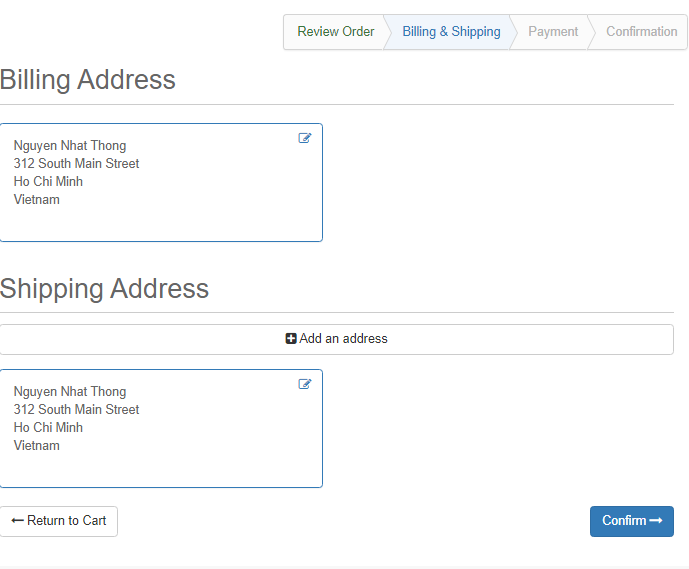 Review Order Billing & Shipping Payment Confirmation
Billing Address
Nguyen Nhat Thong
312 South Main Street
Ho Chi Minh
Vietnam
Shipping Address
Add an address
Nguyen Nhat Thong
312 South Main Street
Ho Chi Minh
Vietnam
Return to Cart Confirm